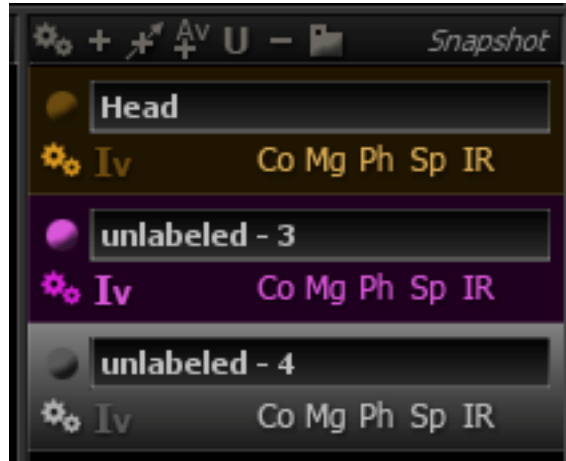 + Av + U - Snapshot
Head
Iv Co Mg Ph Sp IR
unlabeled - 3
Iv Co Mg Ph Sp IR
unlabeled - 4
Iv Co Mg Ph Sp IR